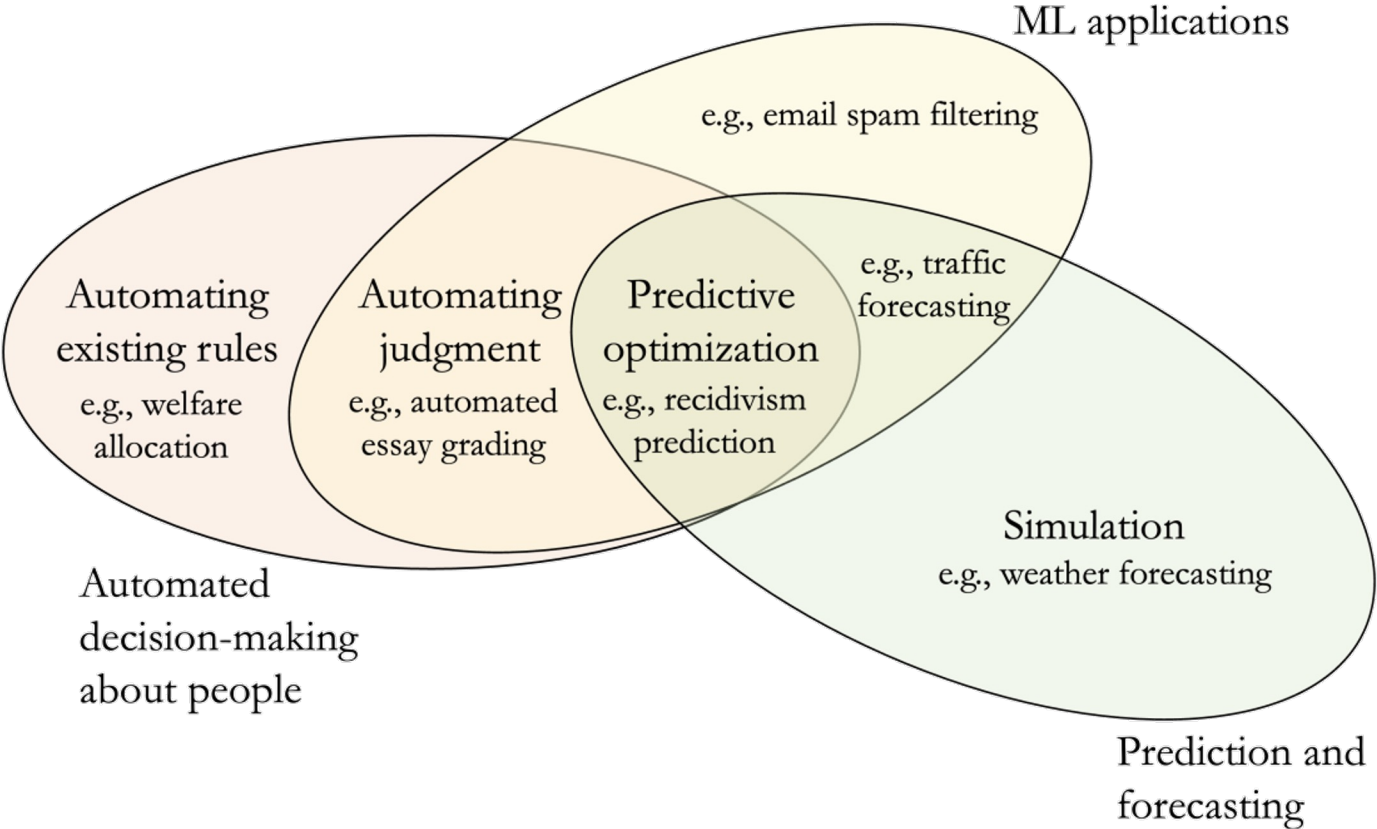 ML applications
e.g., email spam filtering
Automating
existing rules
e.g., welfare
allocation
Automating
judgment
e.g., automated
essay grading
Predictive
optimization
e.g., recidivism
prediction
e.g., traffic
forecasting
Simulation
e.g., weather forecasting
Automated
decision-making
about people
Prediction and
forecasting